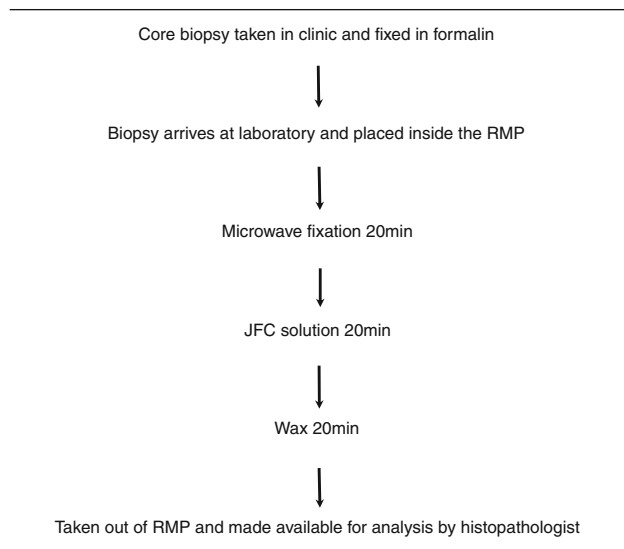 Core biopsy taken in clinic and fixed in formalin
Biopsy arrives at laboratory and placed inside the RMP
Microwave fixation 20min
JFC solution 20min
Wax 20min
Taken out of RMP and made available for analysis by histopathologist